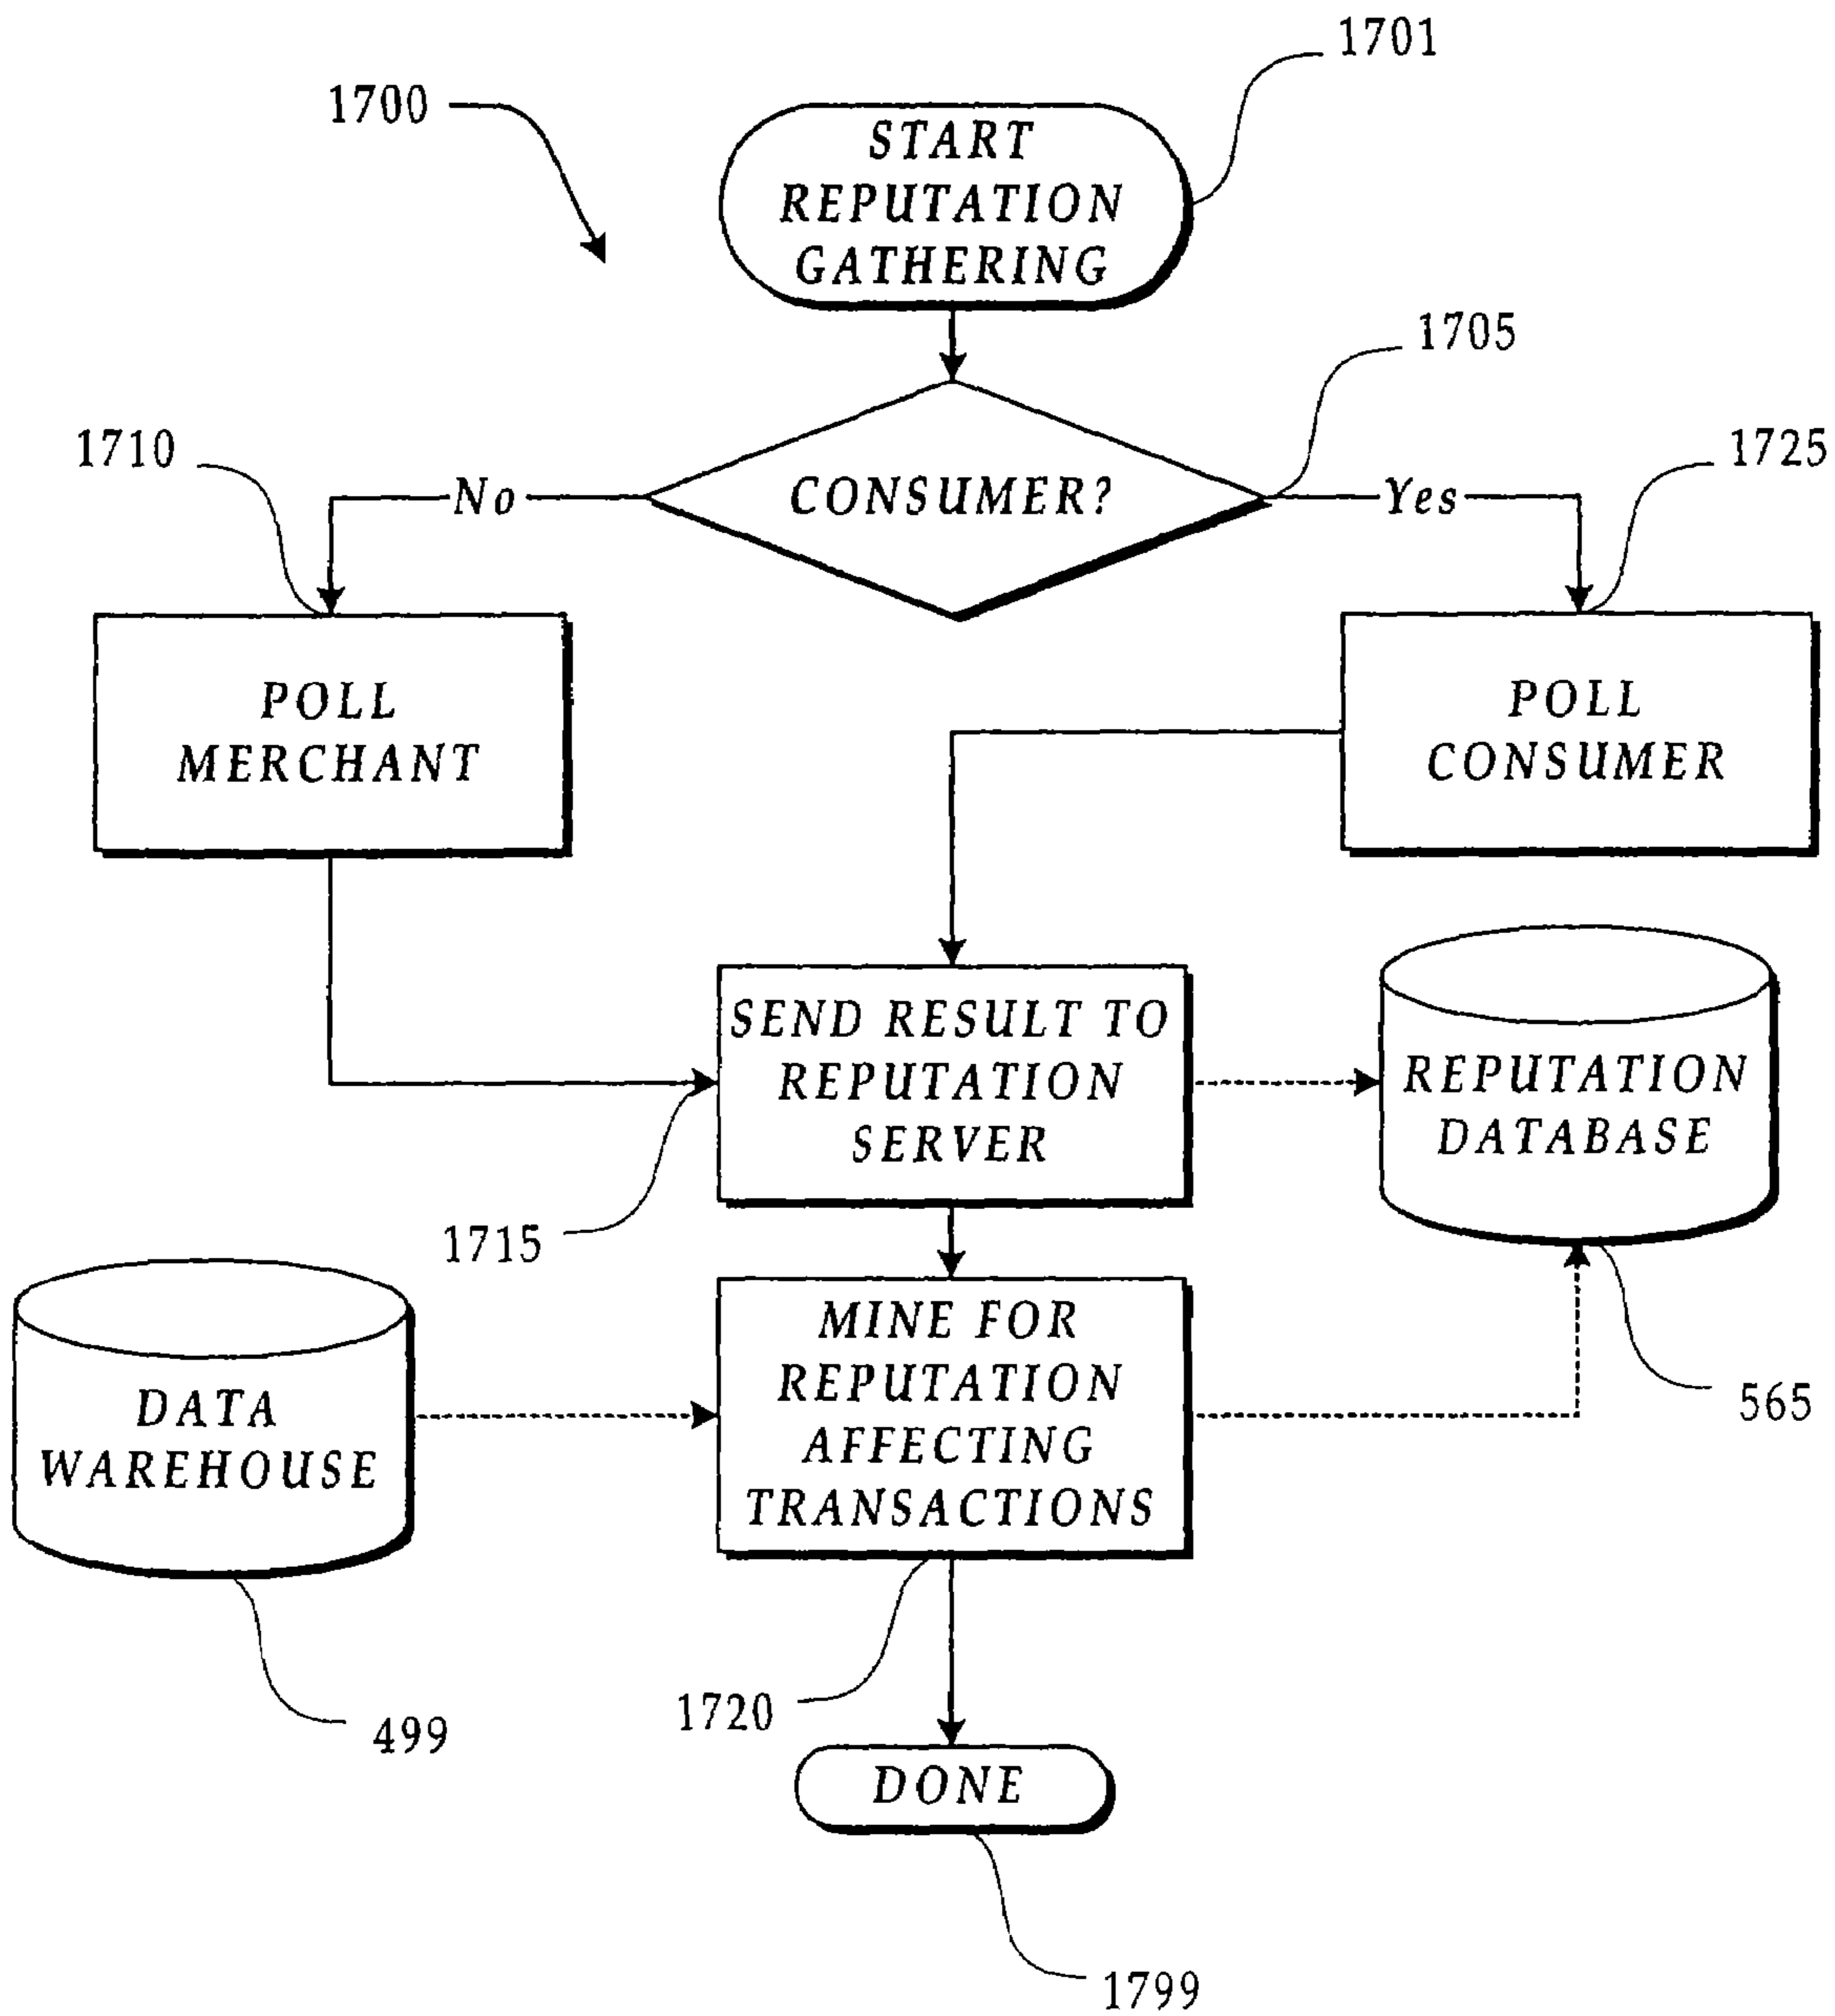 1701
1700
START
REPUTATION
GATHERING
1705
1710
1725
No
CONSUMER?
Yes
POLL
MERCHANT
POLL
CONSUMER
SEND RESULT TO
REPUTATION
SERVER
REPUTATION
DATABASE
1715
MINE FOR
REPUTATION
AFFECTING
TRANSACTIONS
DATA
WAREHOUSE
565
1720
499
DONE
1799